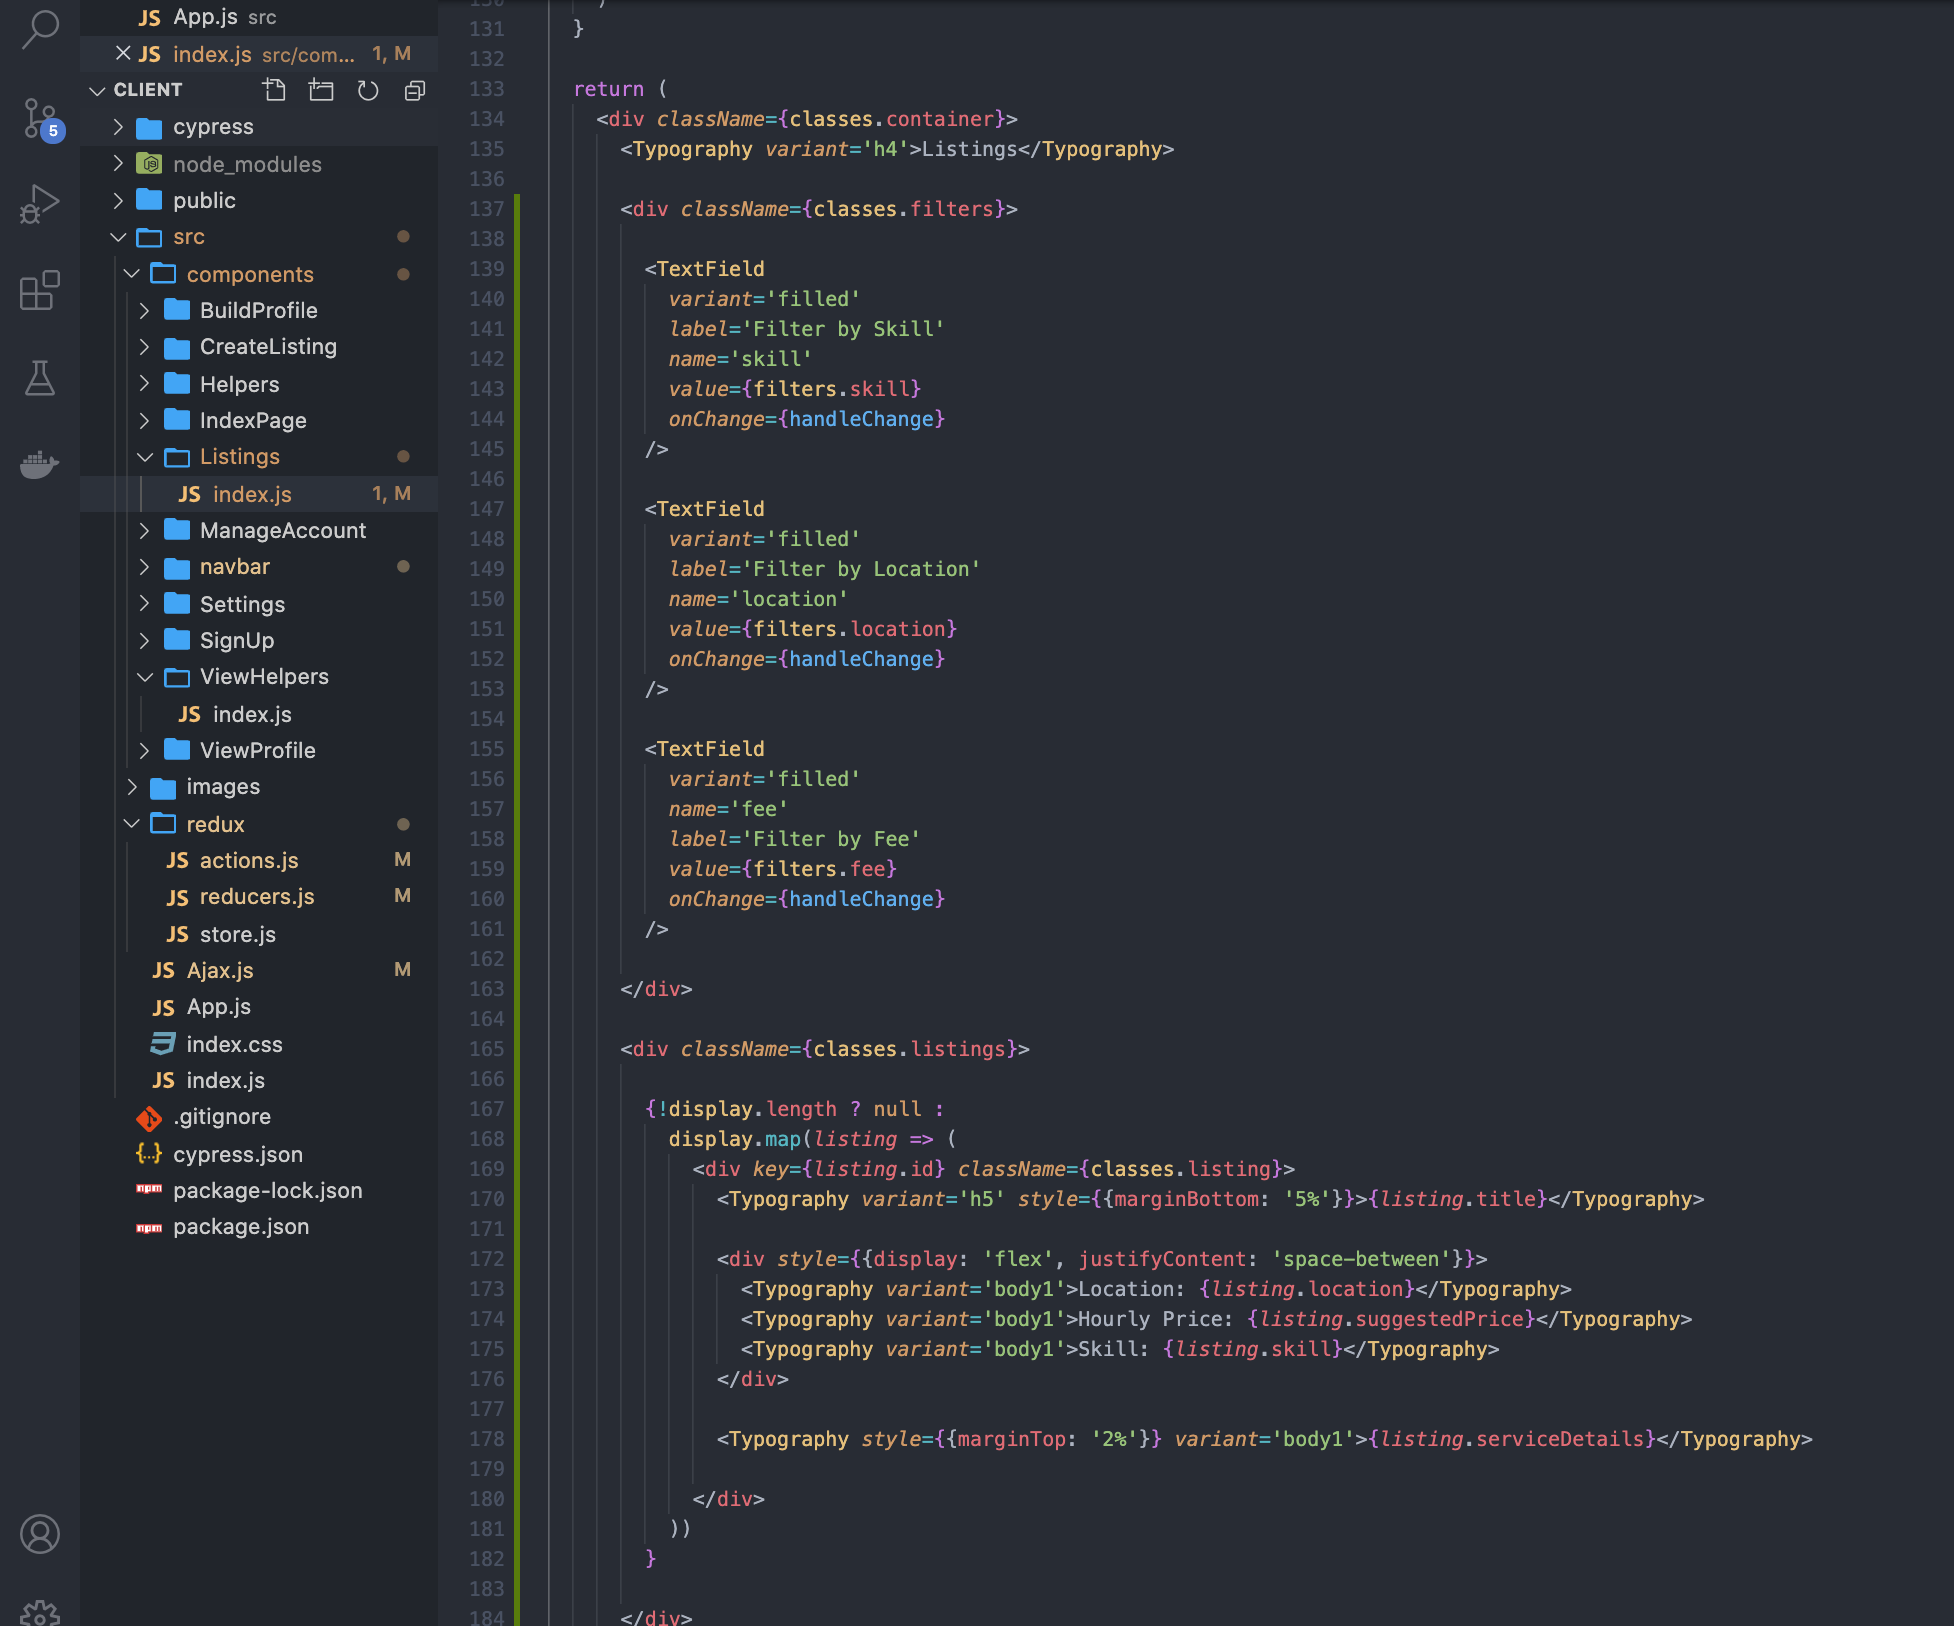 JS App.js src
JS index.js src/com... 1, M
CLIENT
5
cypress
node_modules
public
src
components
BuildProfile
CreateListing
Helpers
IndexPage
Listings
JS index.js 1, M
ManageAccount
navbar
Settings
SignUp
ViewHelpers
JS index.js
ViewProfile
images
redux
JS actions.js M
JS reducers.js M
JS store.js
JS Ajax.js M
JS App.js
index.css
JS index.js
.gitignore
{..} cypress.json
npm package-lock.json
npm package.json
130 )
131 }
132
133 return (
134 <div className={classes.container}>
135 <Typography variant='h4'>Listings</Typography>
136
137 <div className={classes.filters}>
138
139 <TextField
140 variant='filled'
141 label='Filter by Skill'
142 name='skill'
143 value={filters.skill}
144 onChange={handleChange}
145 />
146
147 <TextField
148 variant='filled'
149 label='Filter by Location'
150 name='location'
151 value={filters.location}
152 onChange={handleChange}
153 />
154
155 <TextField
156 variant='filled'
157 name='fee'
158 label='Filter by Fee'
159 value={filters.fee}
160 onChange={handleChange}
161 />
162
163 </div>
164
165 <div className={classes.listings}>
166
167 {!display.length ? null :
168 display.map(listing => (
169 <div key={listing.id} className={classes.listing}>
170 <Typography variant='h5' style={{marginBottom: '5%'}}>{listing.title}</Typography>
171
172 <div style={{display: 'flex', justifyContent: 'space-between'}}>
173 <Typography variant='body1'>Location: {listing.location}</Typography>
174 <Typography variant='body1'>Hourly Price: {listing.suggestedPrice}</Typography>
175 <Typography variant='body1'>Skill: {listing.skill}</Typography>
176 </div>
177
178 <Typography style={{marginTop: '2%'}} variant='body1'>{listing.serviceDetails}</Typography>
179
180 </div>
181 ))
182 }
183
184 </div>